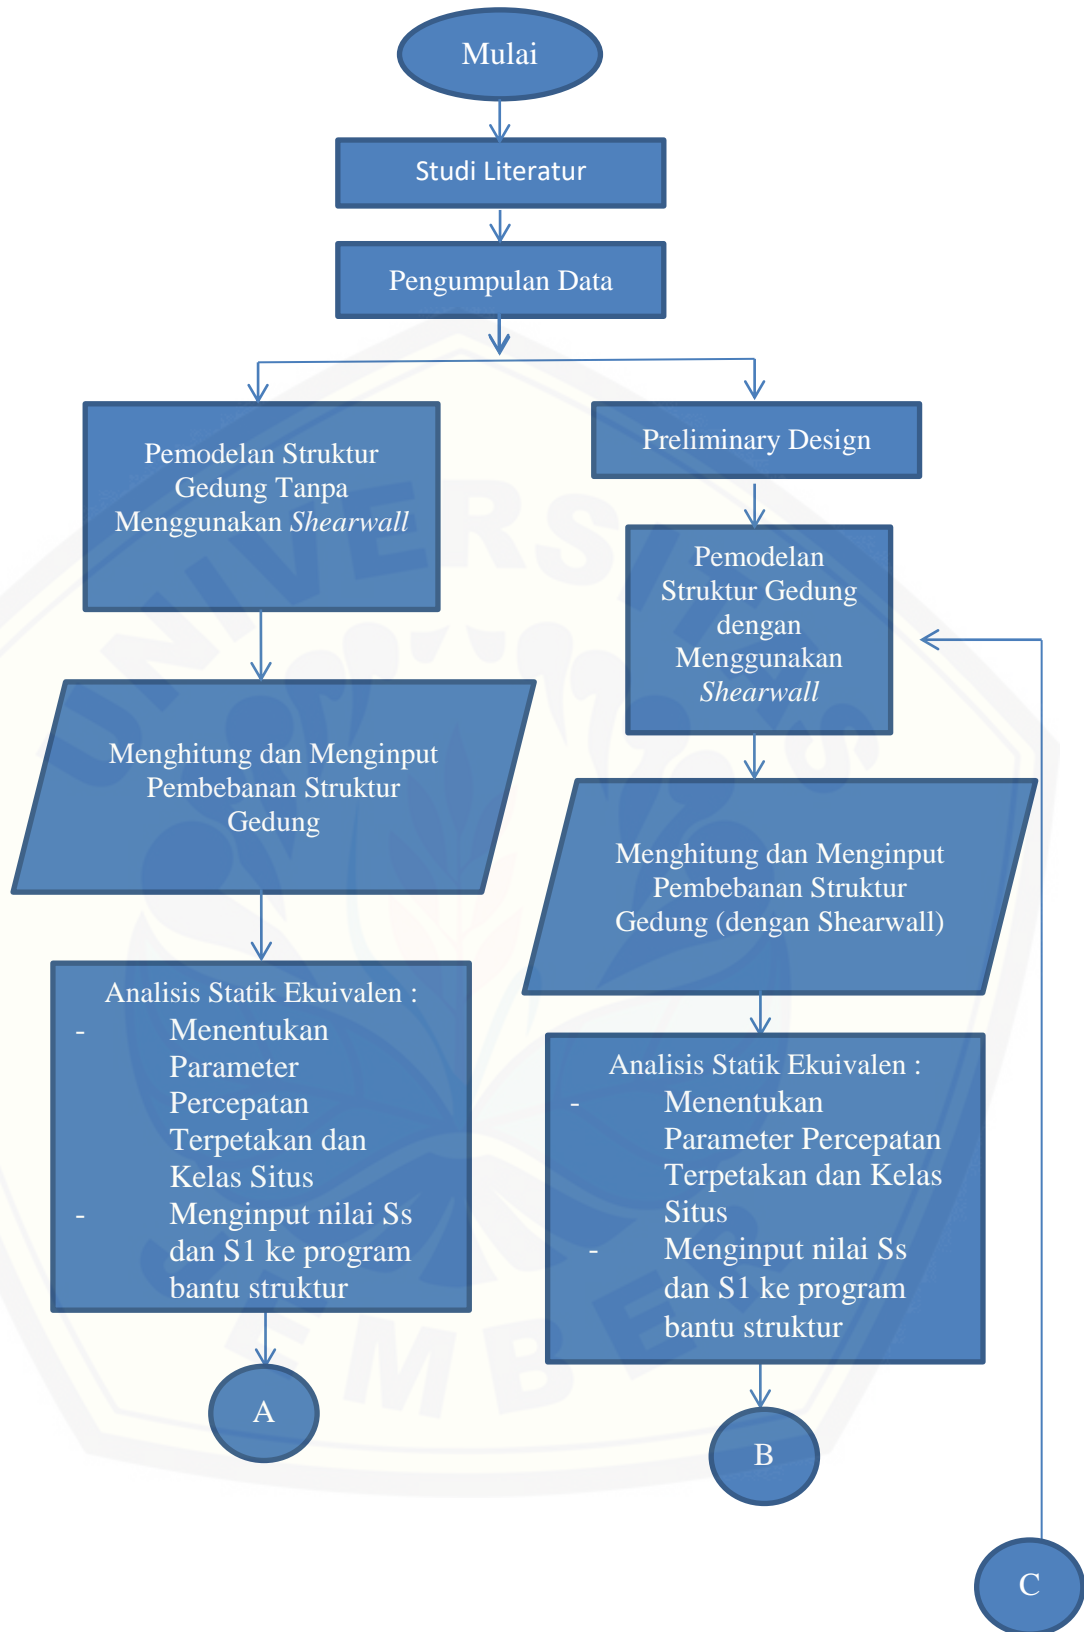 Mulai
Studi Literatur
Pengumpulan Data
Pemodelan Struktur
Gedung Tanpa
Menggunakan Shearwall
Preliminary Design
Pemodelan
Struktur Gedung
dengan
Menggunakan
Shearwall
Menghitung dan Menginput
Pembebanan Struktur
Gedung
Menghitung dan Menginput
Pembebanan Struktur
Gedung (dengan Shearwall)
Analisis Statik Ekuivalen :
- Menentukan
Parameter
Percepatan
Terpetakan dan
Kelas Situs
- Menginput nilai Ss
dan S1 ke program
bantu struktur
Analisis Statik Ekuivalen :
- Menentukan
Parameter Percepatan
Terpetakan dan Kelas
Situs
- Menginput nilai Ss
dan S1 ke program
bantu struktur
A
B
C
UNIVERSITAS
JEMBER